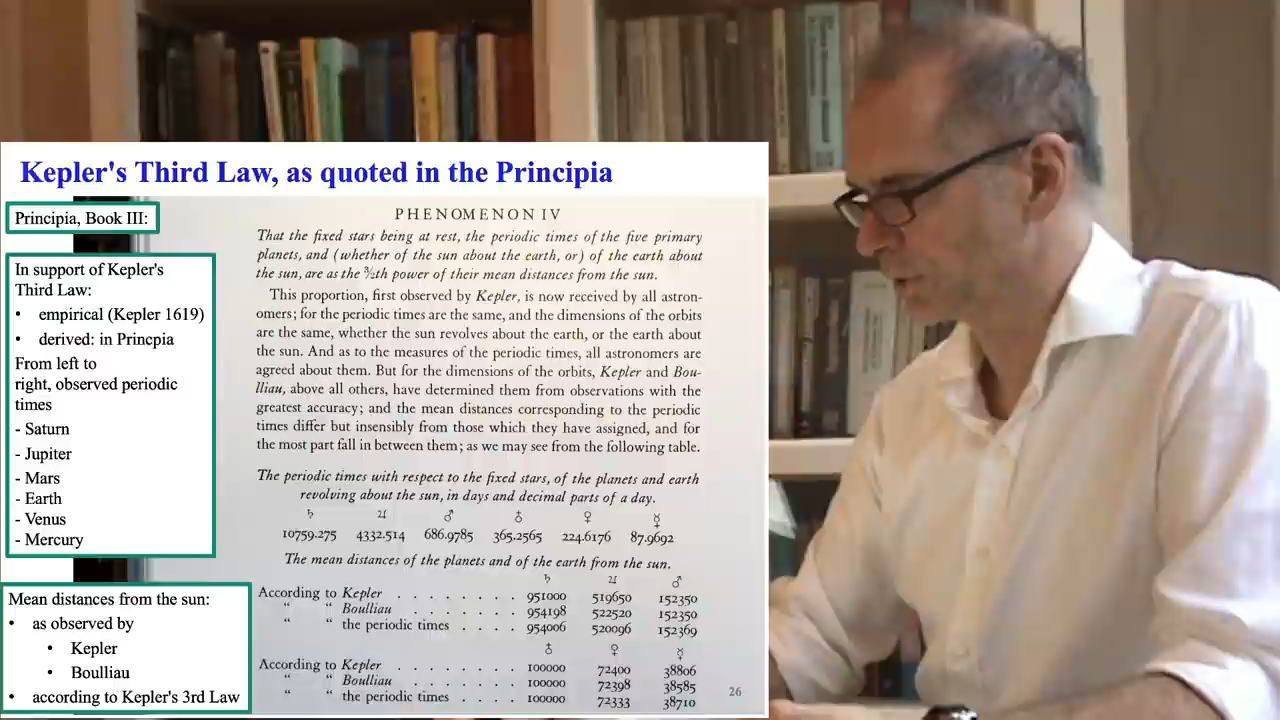 Kepler's Third Law, as quoted in the Principia
Principia, Book III:
In support of Kepler's
Third Law:
• empirical (Kepler 1619)
• derived: in Princpia
From left to
right, observed periodic
times
- Saturn
- Jupiter
- Mars
- Earth
- Venus
- Mercury
Mean distances from the sun:
• as observed by
• Kepler
• Boulliau
• according to Kepler's 3rd Law
PHENOMENON IV
That the fixed stars being at rest, the periodic times of the five primary
planets, and (whether of the sun about the earth, or) of the earth about
the sun, are as the 3/2th power of their mean distances from the sun.
This proportion, first observed by Kepler, is now received by all astron-
omers; for the periodic times are the same, and the dimensions of the orbits
are the same, whether the sun revolves about the earth, or the earth about
the sun. And as to the measures of the periodic times, all astronomers are
agreed about them. But for the dimensions of the orbits, Kepler and Bou-
lliau, above all others, have determined them from observations with the
greatest accuracy; and the mean distances corresponding to the periodic
times differ but insensibly from those which they have assigned, and for
the most part fall in between them; as we may see from the following table.
The periodic times with respect to the fixed stars, of the planets and earth
revolving about the sun, in days and decimal parts of a day.
♄ ♃ ♂ ♁ ♀ ☿
10759.275 4332.514 686.9785 365.2565 224.6176 87.9692
The mean distances of the planets and of the earth from the sun.
♄ ♃ ♂
According to Kepler . . . . . . . . 951000 519650 152350
" " Boulliau . . . . . . . 954198 522520 152350
" " the periodic times . . . . 954006 520096 152369
♁ ♀ ☿
According to Kepler . . . . . . . . 100000 72400 38806
" " Boulliau . . . . . . . 100000 72398 38585
" " the periodic times . . . . 100000 72333 38710
26